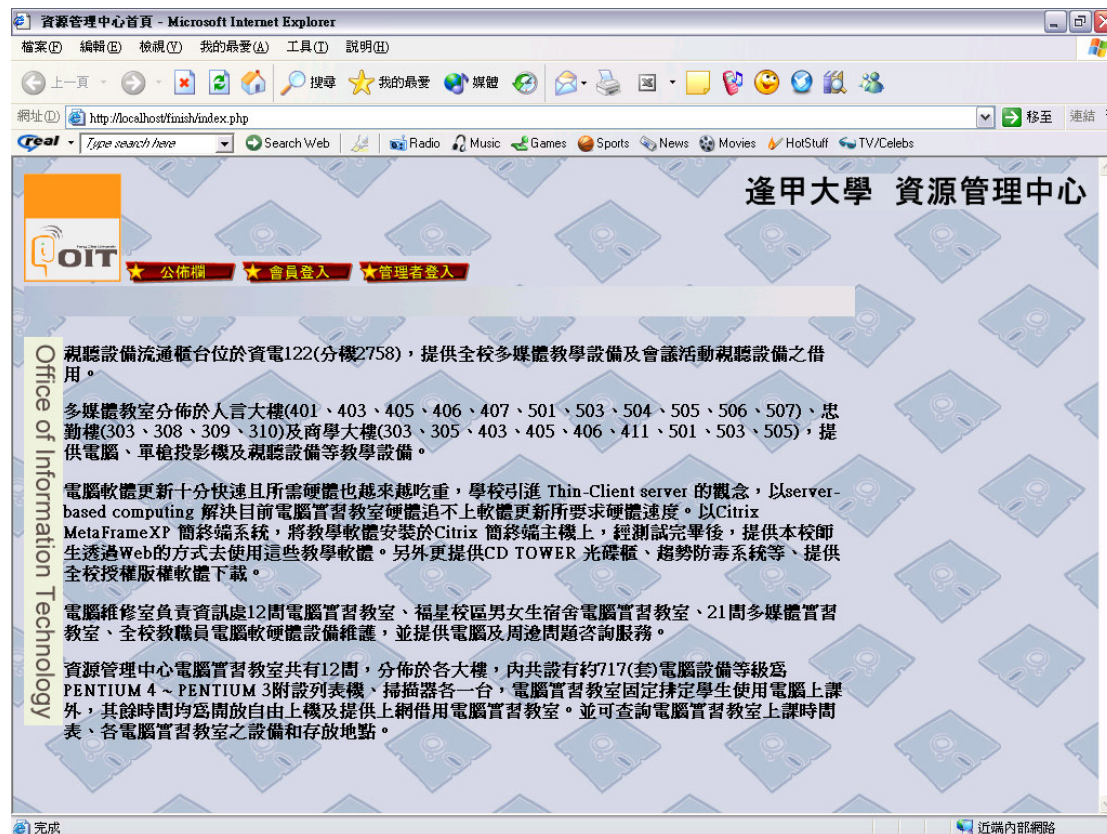 資源管理中心首頁 - Microsoft Internet Explorer
檔案(F) 編輯(E) 檢視(V) 我的最愛(A) 工具(T) 說明(H)
上一頁 搜尋 我的最愛 媒體
網址(D) http://localhost/finish/index.php 移至 連結
real Type search here Search Web Radio Music Games Sports News Movies HotStuff TV/Celebs
逢甲大學 資源管理中心
OIT
公佈欄 會員登入 管理者登入
Office of Information Technology
視聽設備流通櫃台位於資電122(分機2758),提供全校多媒體教學設備及會議活動視聽設備之借
用。
多媒體教室分佈於人言大樓(401、403、405、406、407、501、503、504、505、506、507)、忠
勤樓(303、308、309、310)及商學大樓(303、305、403、405、406、411、501、503、505),提
供電腦、單槍投影機及視聽設備等教學設備。
電腦軟體更新十分快速且所需硬體也越來越吃重,學校引進 Thin-Client server 的觀念,以server-
based computing 解決目前電腦實習教室硬體追不上軟體更新所要求硬體速度。以Citrix
MetaFrameXP 簡終端系統,將教學軟體安裝於Citrix 簡終端主機上,經測試完畢後,提供本校師
生透過Web的方式去使用這些教學軟體。另外更提供CD TOWER 光碟櫃、趨勢防毒系統等、提供
全校授權版權軟體下載。
電腦維修室負責資訊處12間電腦實習教室、福星校區男女生宿舍電腦實習教室、21間多媒體實習
教室、全校教職員電腦軟硬體設備維護,並提供電腦及周邊問題咨詢服務。
資源管理中心電腦實習教室共有12間,分佈於各大樓,內共設有約717(套)電腦設備等級為
PENTIUM 4 ~ PENTIUM 3附設列表機、掃描器各一台,電腦實習教室固定排定學生使用電腦上課
外,其餘時間均為開放自由上機及提供上網借用電腦實習教室。並可查詢電腦實習教室上課時間
表、各電腦實習教室之設備和存放地點。
完成 近端內部網路